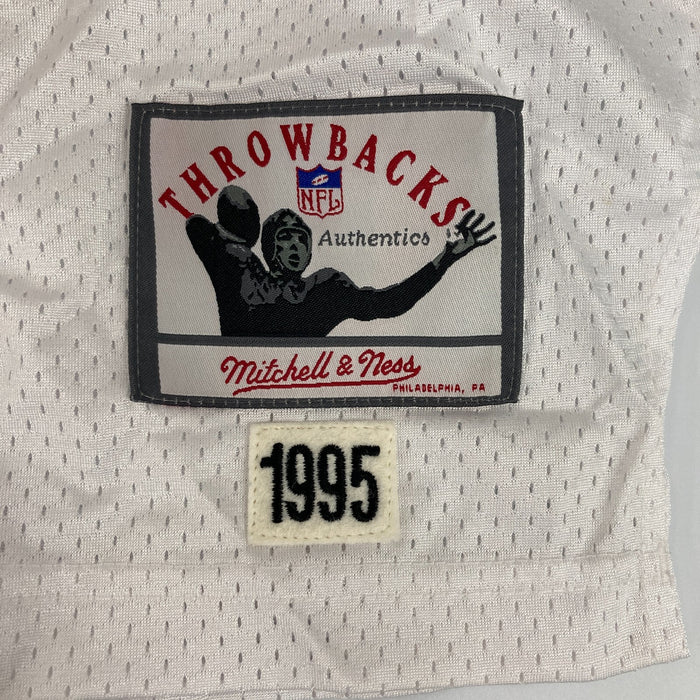 THROWBACKS
NFL
Authentics
Mitchell & Ness
PHILADELPHIA, PA
1995